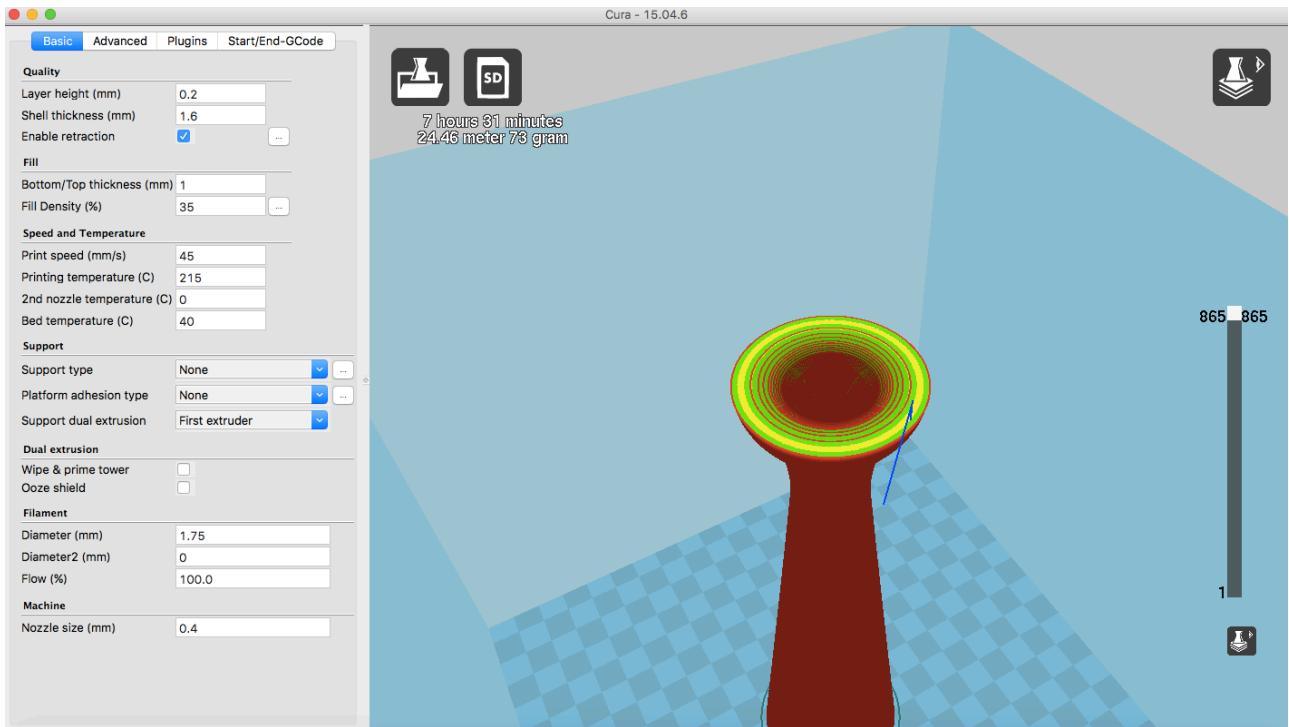 Cura - 15.04.6
Basic Advanced Plugins Start/End-GCode
Quality
Layer height (mm) 0.2
Shell thickness (mm) 1.6
Enable retraction ...
Fill
Bottom/Top thickness (mm) 1
Fill Density (%) 35 ...
Speed and Temperature
Print speed (mm/s) 45
Printing temperature (C) 215
2nd nozzle temperature (C) 0
Bed temperature (C) 40
Support
Support type None ...
Platform adhesion type None ...
Support dual extrusion First extruder
Dual extrusion
Wipe & prime tower
Ooze shield
Filament
Diameter (mm) 1.75
Diameter2 (mm) 0
Flow (%) 100.0
Machine
Nozzle size (mm) 0.4
SD
7 hours 31 minutes
24.46 meter 73 gram
865 865
1